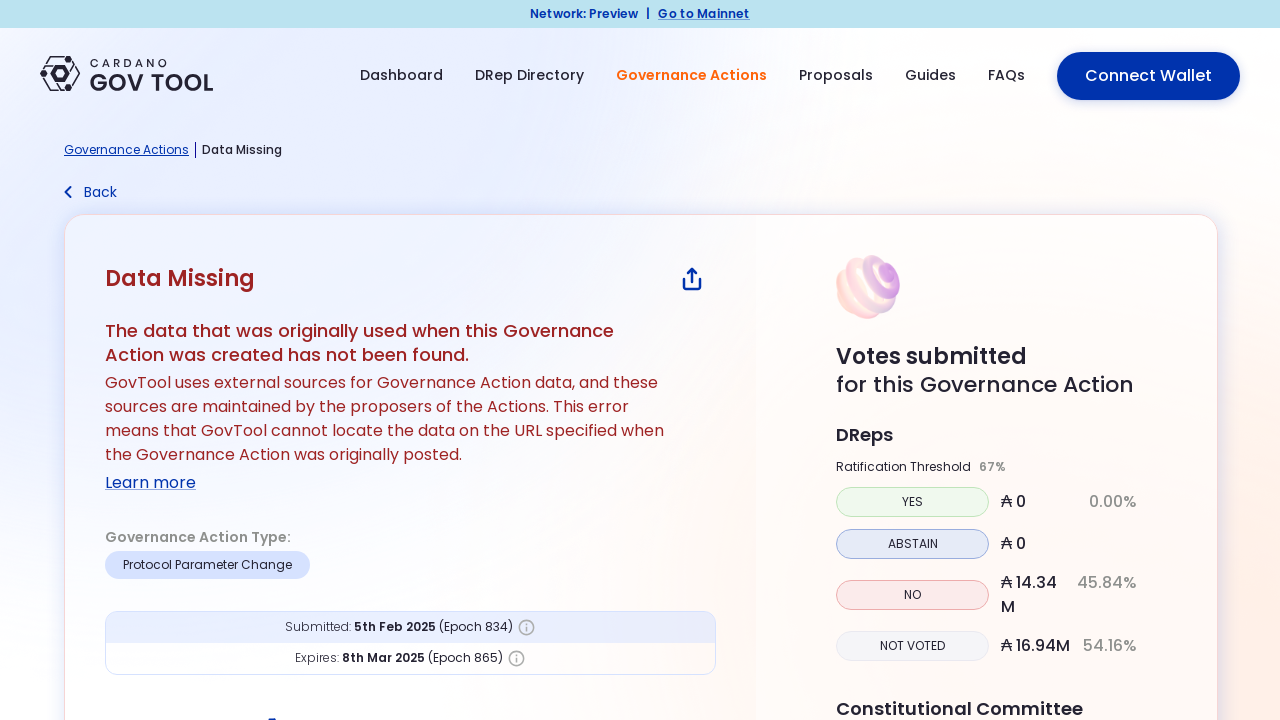 Network: Preview | Go to Mainnet
CARDANO
GOV TOOL
Dashboard
DRep Directory
Governance Actions
Proposals
Guides
FAQs
Connect Wallet
Governance Actions | Data Missing
Back
Data Missing
The data that was originally used when this Governance
Action was created has not been found.
GovTool uses external sources for Governance Action data, and these
sources are maintained by the proposers of the Actions. This error
means that GovTool cannot locate the data on the URL specified when
the Governance Action was originally posted.
Learn more
Governance Action Type:
Protocol Parameter Change
Submitted: 5th Feb 2025 (Epoch 834)
Expires: 8th Mar 2025 (Epoch 865)
Votes submitted
for this Governance Action
DReps
Ratification Threshold 67%
YES ₳ 0 0.00%
ABSTAIN ₳ 0
NO ₳ 14.34 45.84%
M
NOT VOTED ₳ 16.94M 54.16%
Constitutional Committee